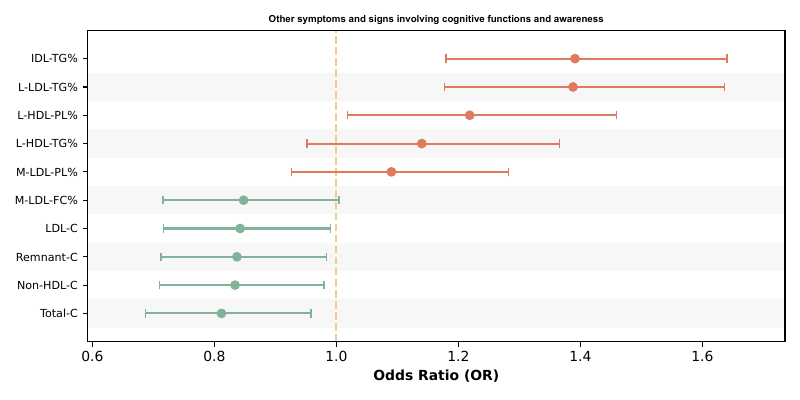 Other symptoms and signs involving cognitive functions and awareness
IDL-TG%
L-LDL-TG%
L-HDL-PL%
L-HDL-TG%
M-LDL-PL%
M-LDL-FC%
LDL-C
Remnant-C
Non-HDL-C
Total-C
0.6 0.8 1.0 1.2 1.4 1.6
Odds Ratio (OR)